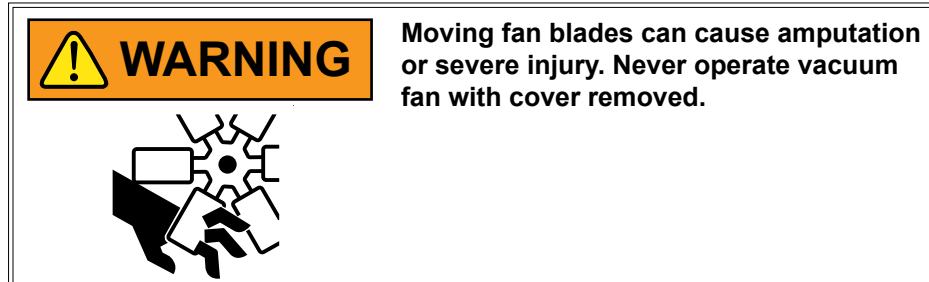 WARNING
Moving fan blades can cause amputation
or severe injury. Never operate vacuum
fan with cover removed.